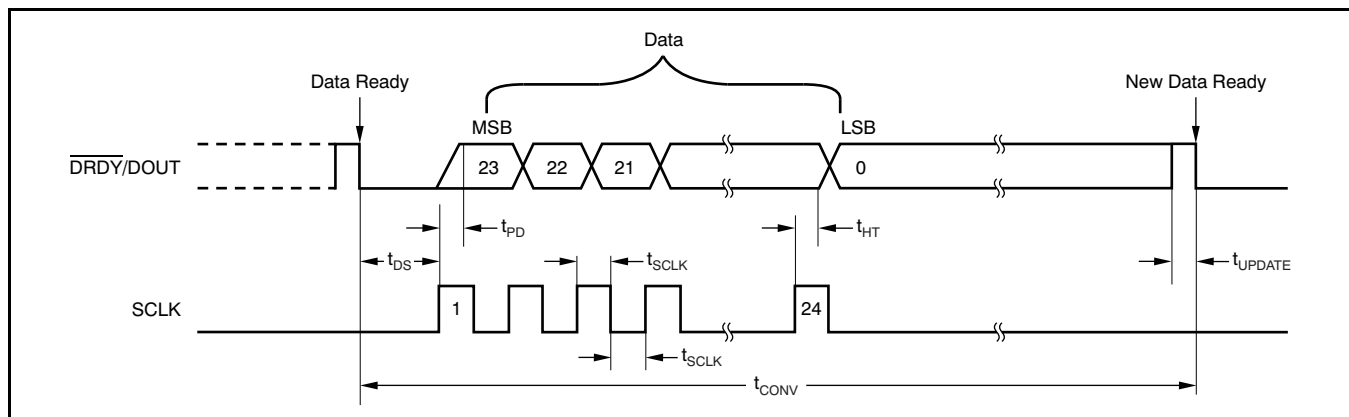 Data
Data Ready
New Data Ready
MSB
LSB
DRDY/DOUT
23
22
21
0
tPD
tHT
tDS
tSCLK
tUPDATE
SCLK
1
24
tSCLK
tCONV